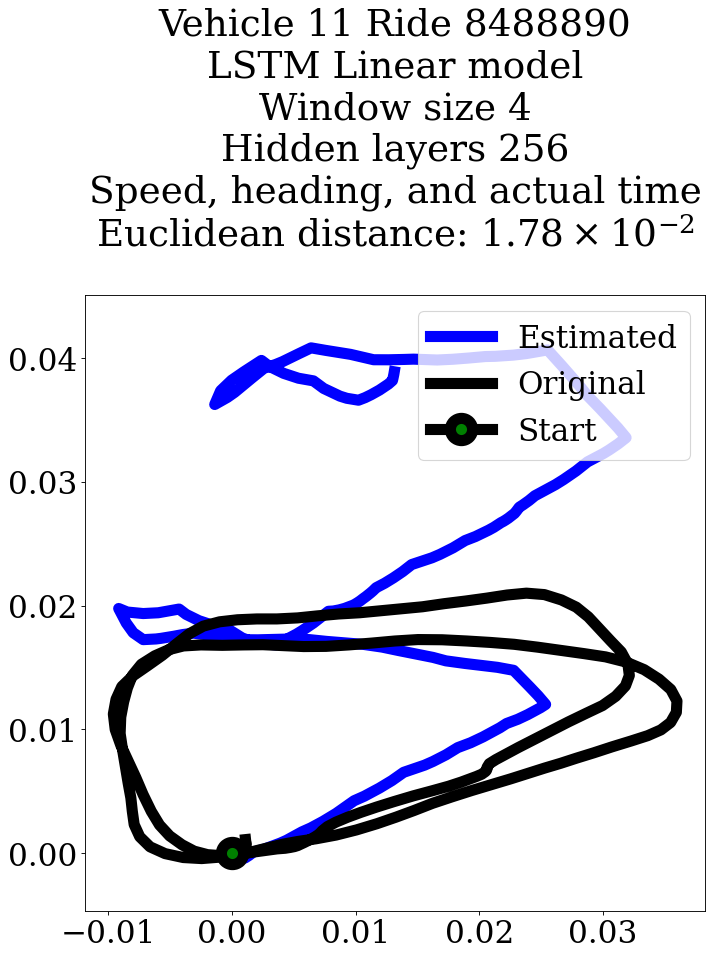 Vehicle 11 Ride 8488890
LSTM Linear model
Window size 4
Hidden layers 256
Speed, heading, and actual time
Euclidean distance: 1.78 × 10⁻²
Estimated
Original
Start
0.04
0.03
0.02
0.01
0.00
−0.01 0.00 0.01 0.02 0.03